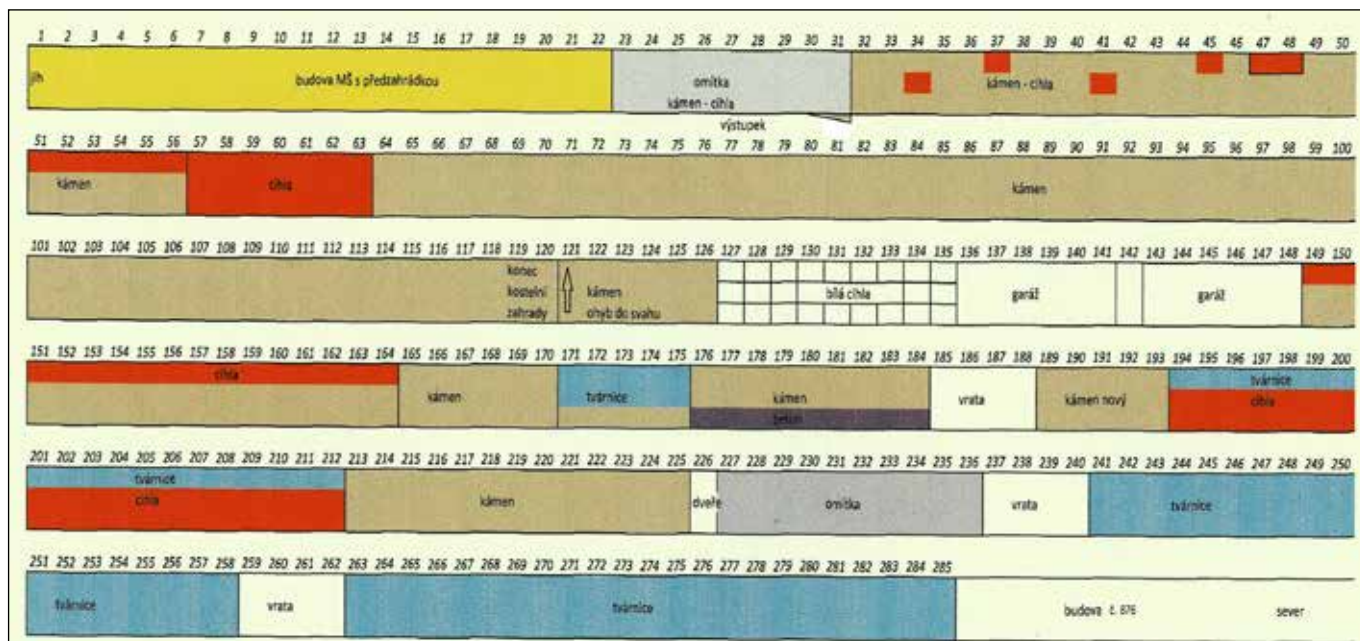 1 2 3 4 5 6 7 8 9 10 11 12 13 14 15 16 17 18 19 20 21 22 23 24 25 26 27 28 29 30 31 32 33 34 35 36 37 38 39 40 41 42 43 44 45 46 47 48 49 50
jih budova MŠ s předzahrádkou omítka kámen - cihla
kámen - cihla
výstupek
51 52 53 54 55 56 57 58 59 60 61 62 63 64 65 66 67 68 69 70 71 72 73 74 75 76 77 78 79 80 81 82 83 84 85 86 87 88 89 90 91 92 93 94 95 96 97 98 99 100
kámen cihla kámen
101 102 103 104 105 106 107 108 109 110 111 112 113 114 115 116 117 118 119 120 121 122 123 124 125 126 127 128 129 130 131 132 133 134 135 136 137 138 139 140 141 142 143 144 145 146 147 148 149 150
konec
kostelní kámen bílá cihla garáž garáž
zahrady ohyb do svahu
151 152 153 154 155 156 157 158 159 160 161 162 163 164 165 166 167 168 169 170 171 172 173 174 175 176 177 178 179 180 181 182 183 184 185 186 187 188 189 190 191 192 193 194 195 196 197 198 199 200
cihla tvárnice
kámen tvárnice kámen vrata kámen nový cihla
beton
201 202 203 204 205 206 207 208 209 210 211 212 213 214 215 216 217 218 219 220 221 222 223 224 225 226 227 228 229 230 231 232 233 234 235 236 237 238 239 240 241 242 243 244 245 246 247 248 249 250
tvárnice
cihla kámen dveře omítka vrata tvárnice
251 252 253 254 255 256 257 258 259 260 261 262 263 264 265 266 267 268 269 270 271 272 273 274 275 276 277 278 279 280 281 282 283 284 285
tvárnice vrata tvárnice budova č. 876 sever